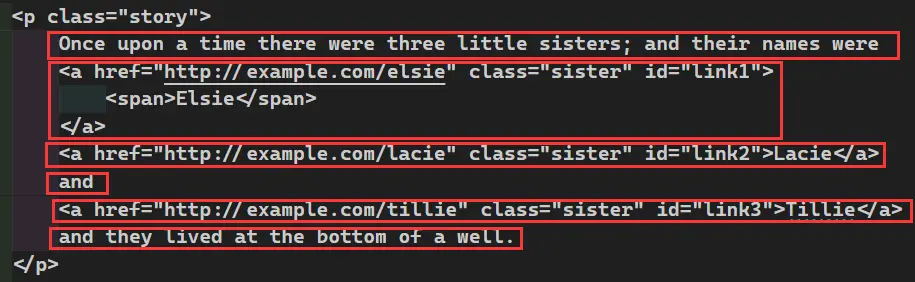 <p class="story">
Once upon a time there were three little sisters; and their names were
<a href="http://example.com/elsie" class="sister" id="link1">
<span>Elsie</span>
</a>
<a href="http://example.com/lacie" class="sister" id="link2">Lacie</a>
and
<a href="http://example.com/tillie" class="sister" id="link3">Tillie</a>
and they lived at the bottom of a well.
</p>